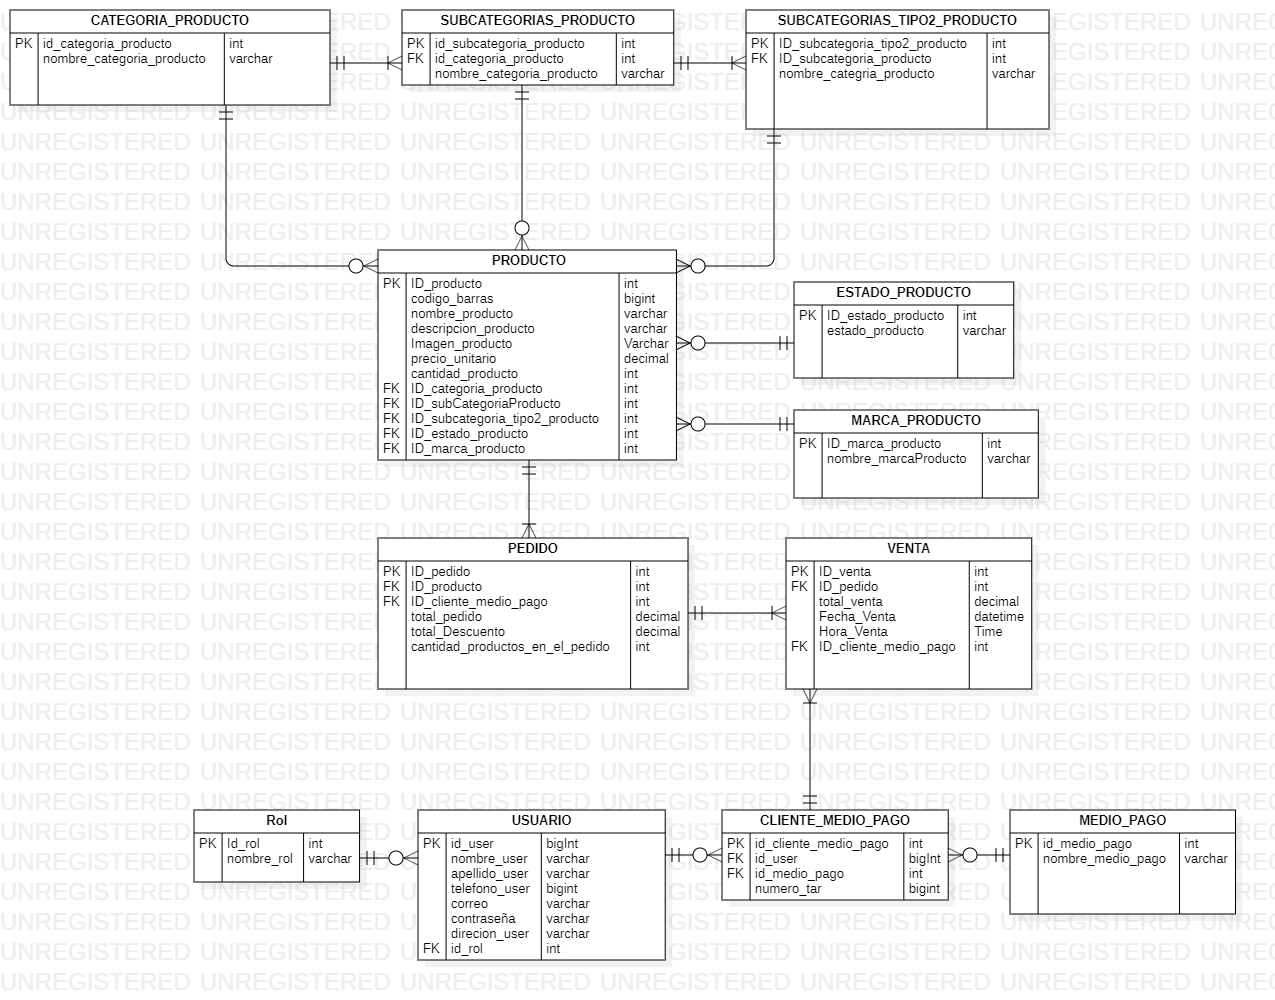 CATEGORIA_PRODUCTO
PK id_categoria_producto int
nombre_categoria_producto varchar
SUBCATEGORIAS_PRODUCTO
PK id_subcategoria_producto int
FK id_categoria_producto int
nombre_categoria_producto varchar
SUBCATEGORIAS_TIPO2_PRODUCTO
PK ID_subcategoria_tipo2_producto int
FK ID_subcategoria_producto int
nombre_categria_producto varchar
PRODUCTO
PK ID_producto int
codigo_barras bigint
nombre_producto varchar
descripcion_producto varchar
Imagen_producto Varchar
precio_unitario decimal
cantidad_producto int
FK ID_categoria_producto int
FK ID_subCategoriaProducto int
FK ID_subcategoria_tipo2_producto int
FK ID_estado_producto int
FK ID_marca_producto int
ESTADO_PRODUCTO
PK ID_estado_producto int
estado_producto varchar
MARCA_PRODUCTO
PK ID_marca_producto int
nombre_marcaProducto varchar
PEDIDO
PK ID_pedido int
FK ID_producto int
FK ID_cliente_medio_pago int
total_pedido decimal
total_Descuento decimal
cantidad_productos_en_el_pedido int
VENTA
PK ID_venta int
FK ID_pedido int
total_venta decimal
Fecha_Venta datetime
Hora_Venta Time
FK ID_cliente_medio_pago int
Rol
PK Id_rol int
nombre_rol varchar
USUARIO
PK id_user bigInt
nombre_user varchar
apellido_user varchar
telefono_user bigint
correo varchar
contraseña varchar
direcion_user varchar
FK id_rol int
CLIENTE_MEDIO_PAGO
PK id_cliente_medio_pago int
FK id_user bigInt
FK id_medio_pago int
numero_tar bigint
MEDIO_PAGO
PK id_medio_pago int
nombre_medio_pago varchar
UNREGISTERED